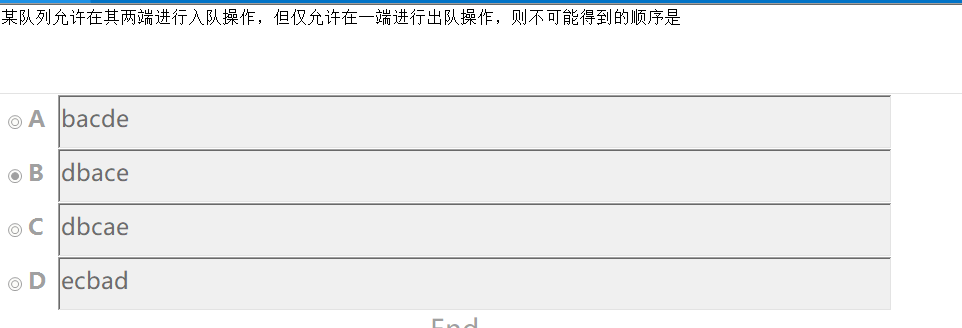 某队列允许在其两端进行入队操作，但仅允许在一端进行出队操作，则不可能得到的顺序是
A bacde
B dbace
C dbcae
D ecbad
End